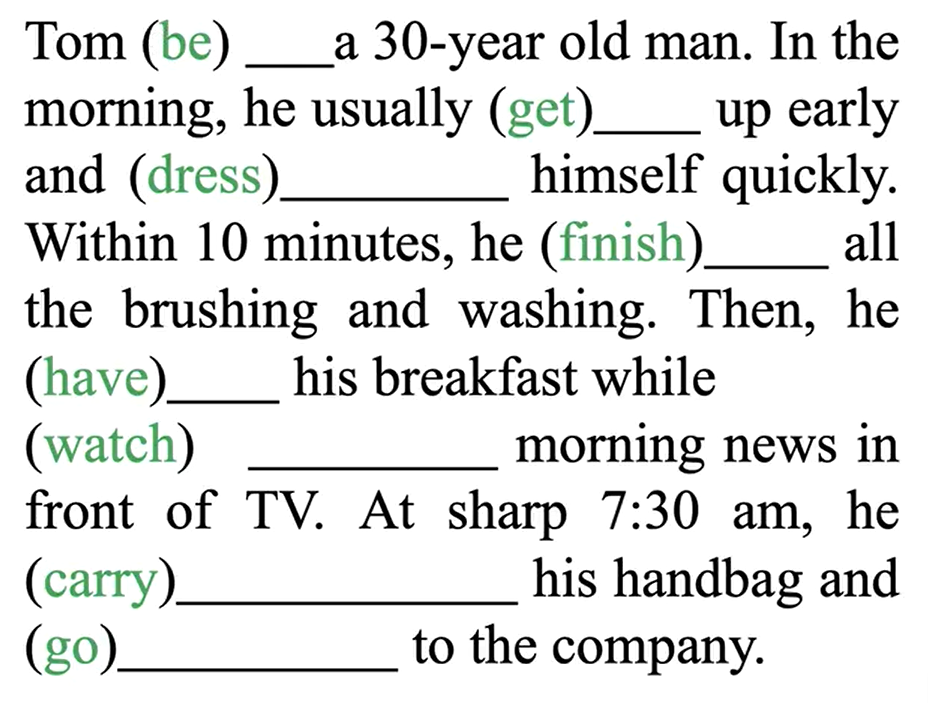 Tom (be) ____a 30-year old man. In the
morning, he usually (get)____ up early
and (dress)_________ himself quickly.
Within 10 minutes, he (finish)_____ all
the brushing and washing. Then, he
(have)____ his breakfast while
(watch) __________ morning news in
front of TV. At sharp 7:30 am, he
(carry)_____________ his handbag and
(go)___________ to the company.